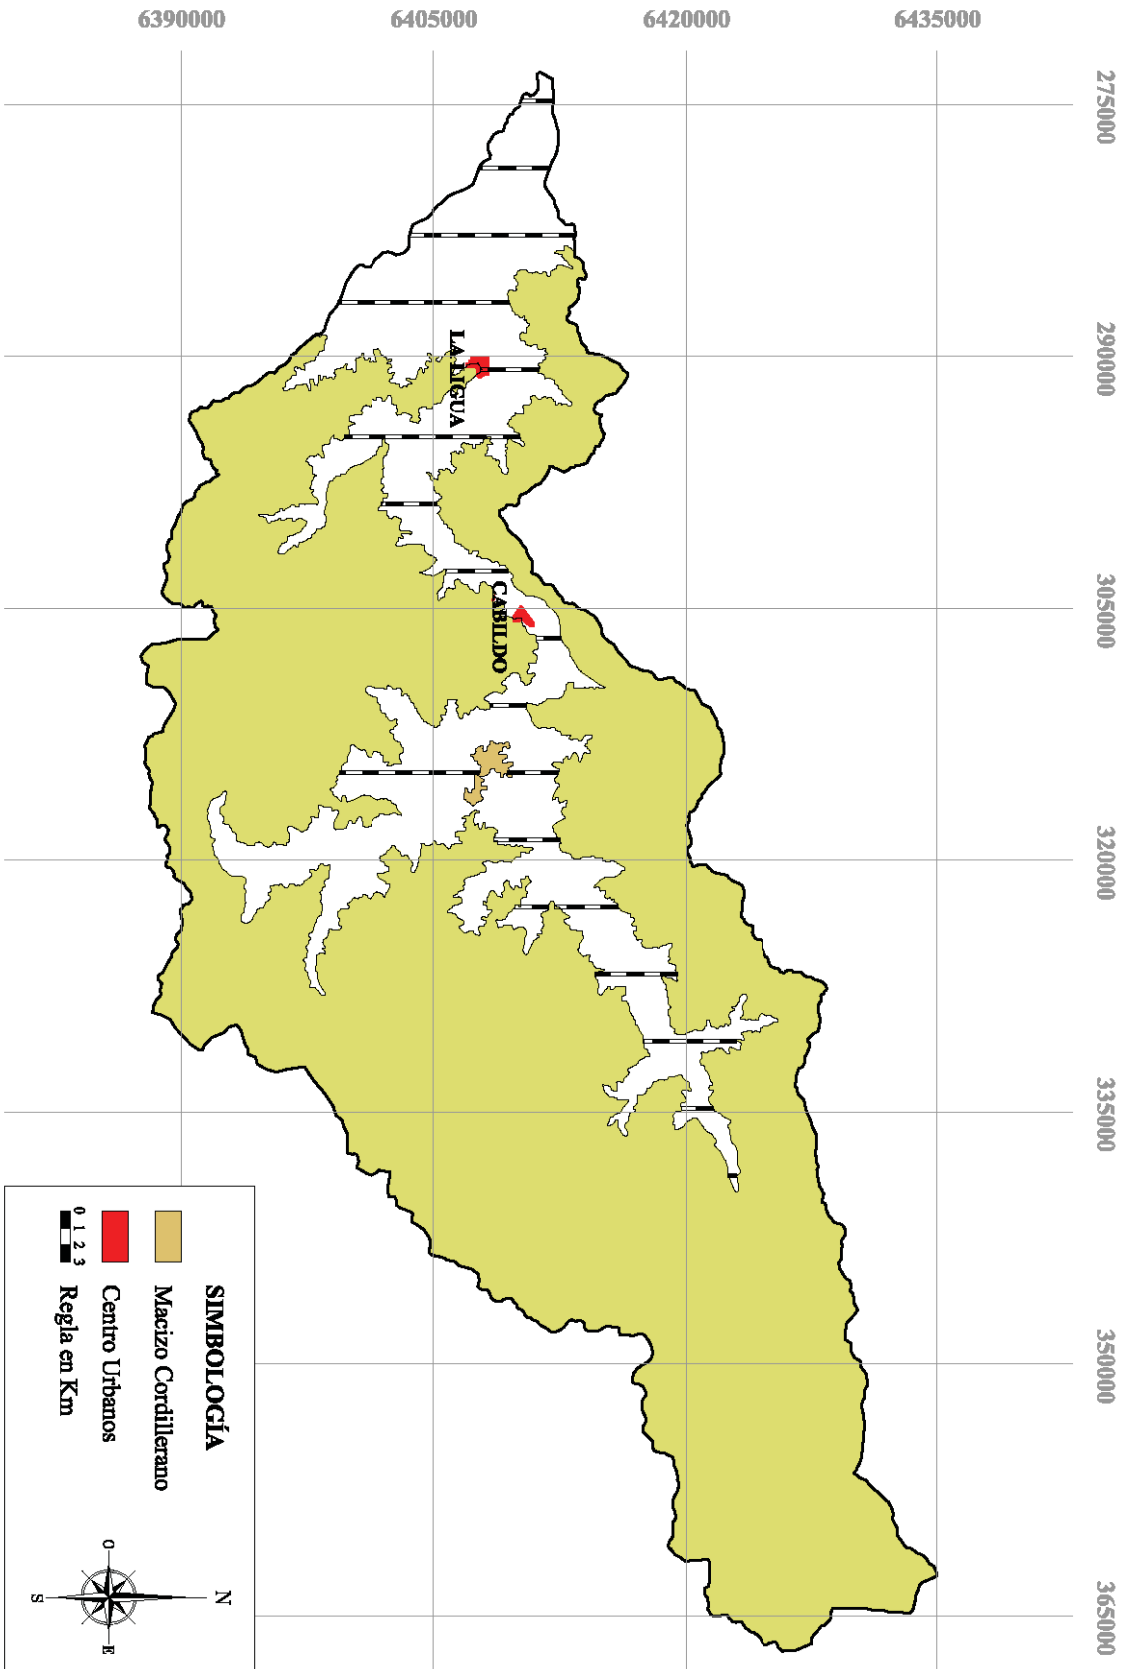 6390000 6405000 6420000 6435000
275000
290000
305000
320000
335000
350000
365000
LA LIGUA
CABILDO
SIMBOLOGÍA
Macizo Cordillerano
Centro Urbanos
0 1 2 3
Regla en Km
N
O
E
S